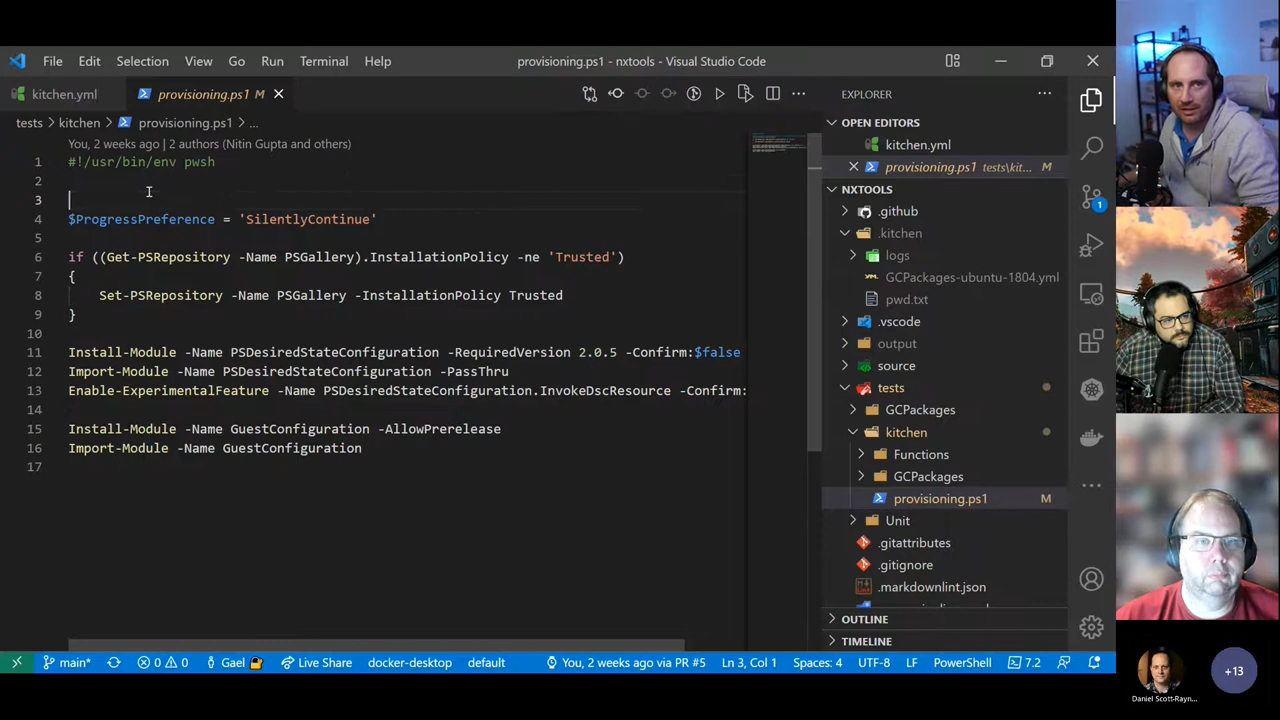 File Edit Selection View Go Run Terminal Help
provisioning.ps1 - nxtools - Visual Studio Code
kitchen.yml
provisioning.ps1 M
tests kitchen provisioning.ps1 ...
You, 2 weeks ago | 2 authors (Nitin Gupta and others)
1 #!/usr/bin/env pwsh
2
3
4 $ProgressPreference = 'SilentlyContinue'
5
6 if ((Get-PSRepository -Name PSGallery).InstallationPolicy -ne 'Trusted')
7 {
8 Set-PSRepository -Name PSGallery -InstallationPolicy Trusted
9 }
10
11 Install-Module -Name PSDesiredStateConfiguration -RequiredVersion 2.0.5 -Confirm:$false
12 Import-Module -Name PSDesiredStateConfiguration -PassThru
13 Enable-ExperimentalFeature -Name PSDesiredStateConfiguration.InvokeDscResource -Confirm:
14
15 Install-Module -Name GuestConfiguration -AllowPrerelease
16 Import-Module -Name GuestConfiguration
17
EXPLORER
OPEN EDITORS
kitchen.yml
provisioning.ps1 tests\kit... M
NXTOOLS
.github
.kitchen
logs
GCPackages-ubuntu-1804.yml
pwd.txt
.vscode
output
source
tests
GCPackages
kitchen
Functions
GCPackages
provisioning.ps1 M
Unit
.gitattributes
.gitignore
.markdownlint.json
OUTLINE
TIMELINE
1
main* 0 0 Gael Live Share docker-desktop default You, 2 weeks ago via PR #5 Ln 3, Col 1 Spaces: 4 UTF-8 LF PowerShell 7.2
Daniel Scott-Rayn...
+13